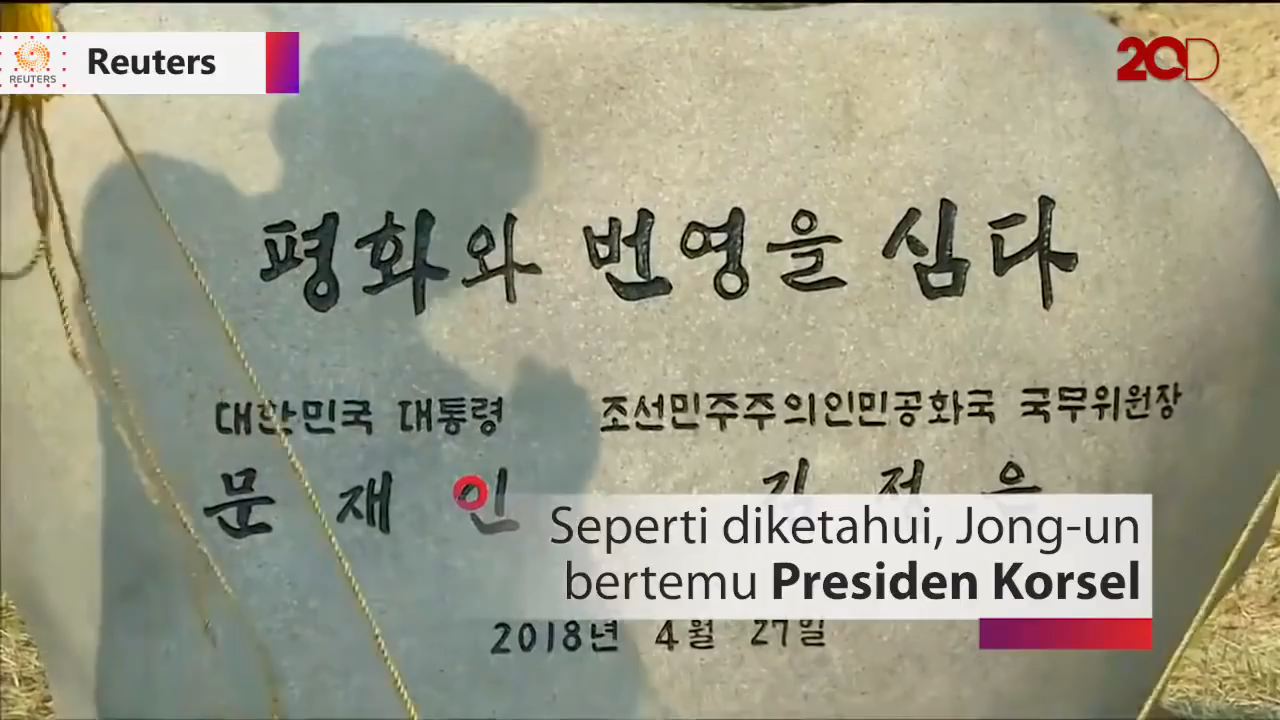 REUTERS
Reuters
20D
평화와 번영을 심다
대한민국 대통령
조선민주주의인민공화국 국무위원장
문재인
Seperti diketahui, Jong-un
bertemu Presiden Korsel
2018년 4월 27일